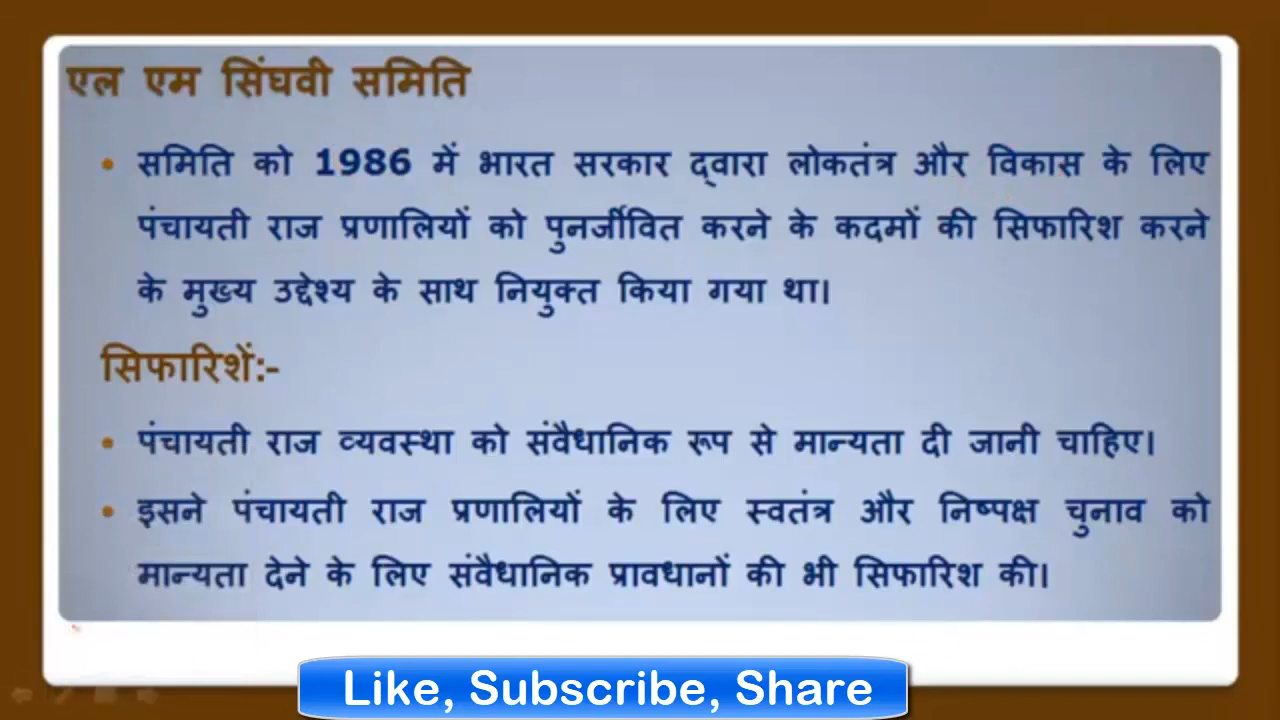 एल एम सिंघवी समिति
• समिति को 1986 में भारत सरकार द्वारा लोकतंत्र और विकास के लिए
पंचायती राज प्रणालियों को पुनर्जीवित करने के कदमों की सिफारिश करने
के मुख्य उद्देश्य के साथ नियुक्त किया गया था।
सिफारिशें:-
• पंचायती राज व्यवस्था को संवैधानिक रूप से मान्यता दी जानी चाहिए।
• इसने पंचायती राज प्रणालियों के लिए स्वतंत्र और निष्पक्ष चुनाव को
मान्यता देने के लिए संवैधानिक प्रावधानों की भी सिफारिश की।
Like, Subscribe, Share